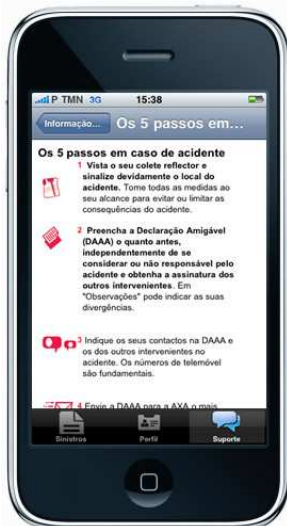 P TMN 3G 15:38
Informação... Os 5 passos em...
Os 5 passos em caso de acidente
1 Vista o seu colete reflector e
sinalize devidamente o local do
acidente. Tome todas as medidas ao
seu alcance para evitar ou limitar as
consequências do acidente.
2 Preencha a Declaração Amigável
(DAAA) o quanto antes,
independentemente de se
considerar ou não responsável pelo
acidente e obtenha a assinatura dos
outros intervenientes. Em
"Observações" pode indicar as suas
divergências.
3 Indique os seus contactos na DAAA e
os dos outros intervenientes no
acidente. Os números de telemóvel
são fundamentais.
4 Envie a DAAA para a AXA o mais
Sinistros Perfil Suporte